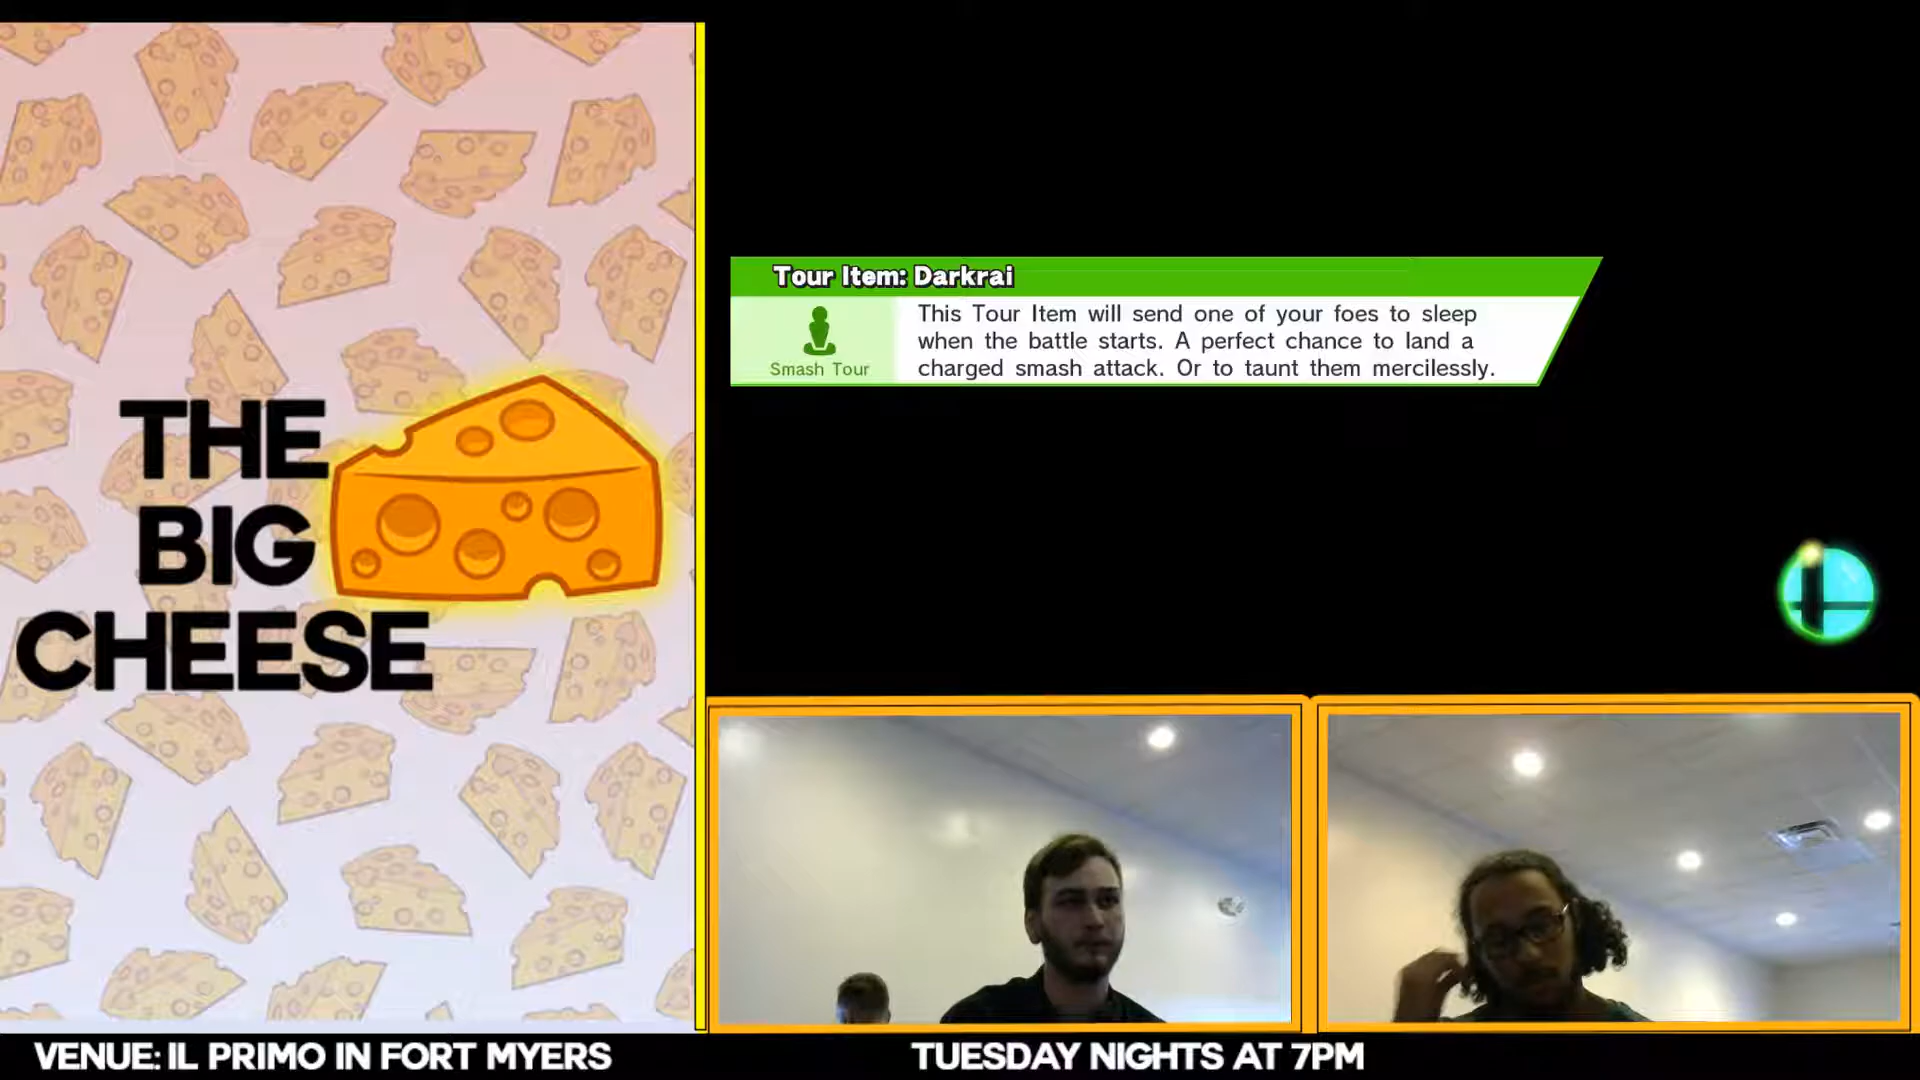 THE
BIG
CHEESE
Tour Item: Darkrai
Smash Tour
This Tour Item will send one of your foes to sleep
when the battle starts. A perfect chance to land a
charged smash attack. Or to taunt them mercilessly.
VENUE: IL PRIMO IN FORT MYERS
TUESDAY NIGHTS AT 7PM